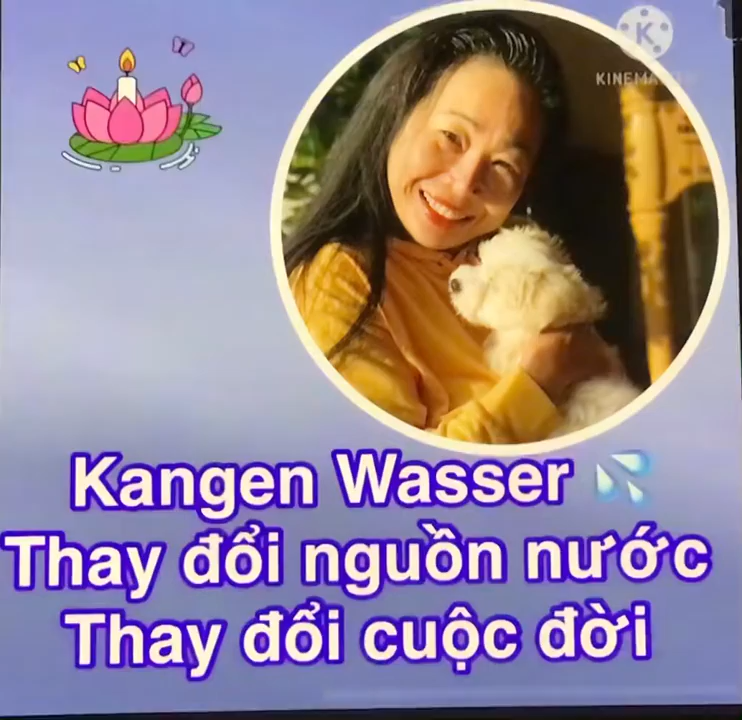 Kangen Wasser 💦
Thay đổi nguồn nước
Thay đổi cuộc đời